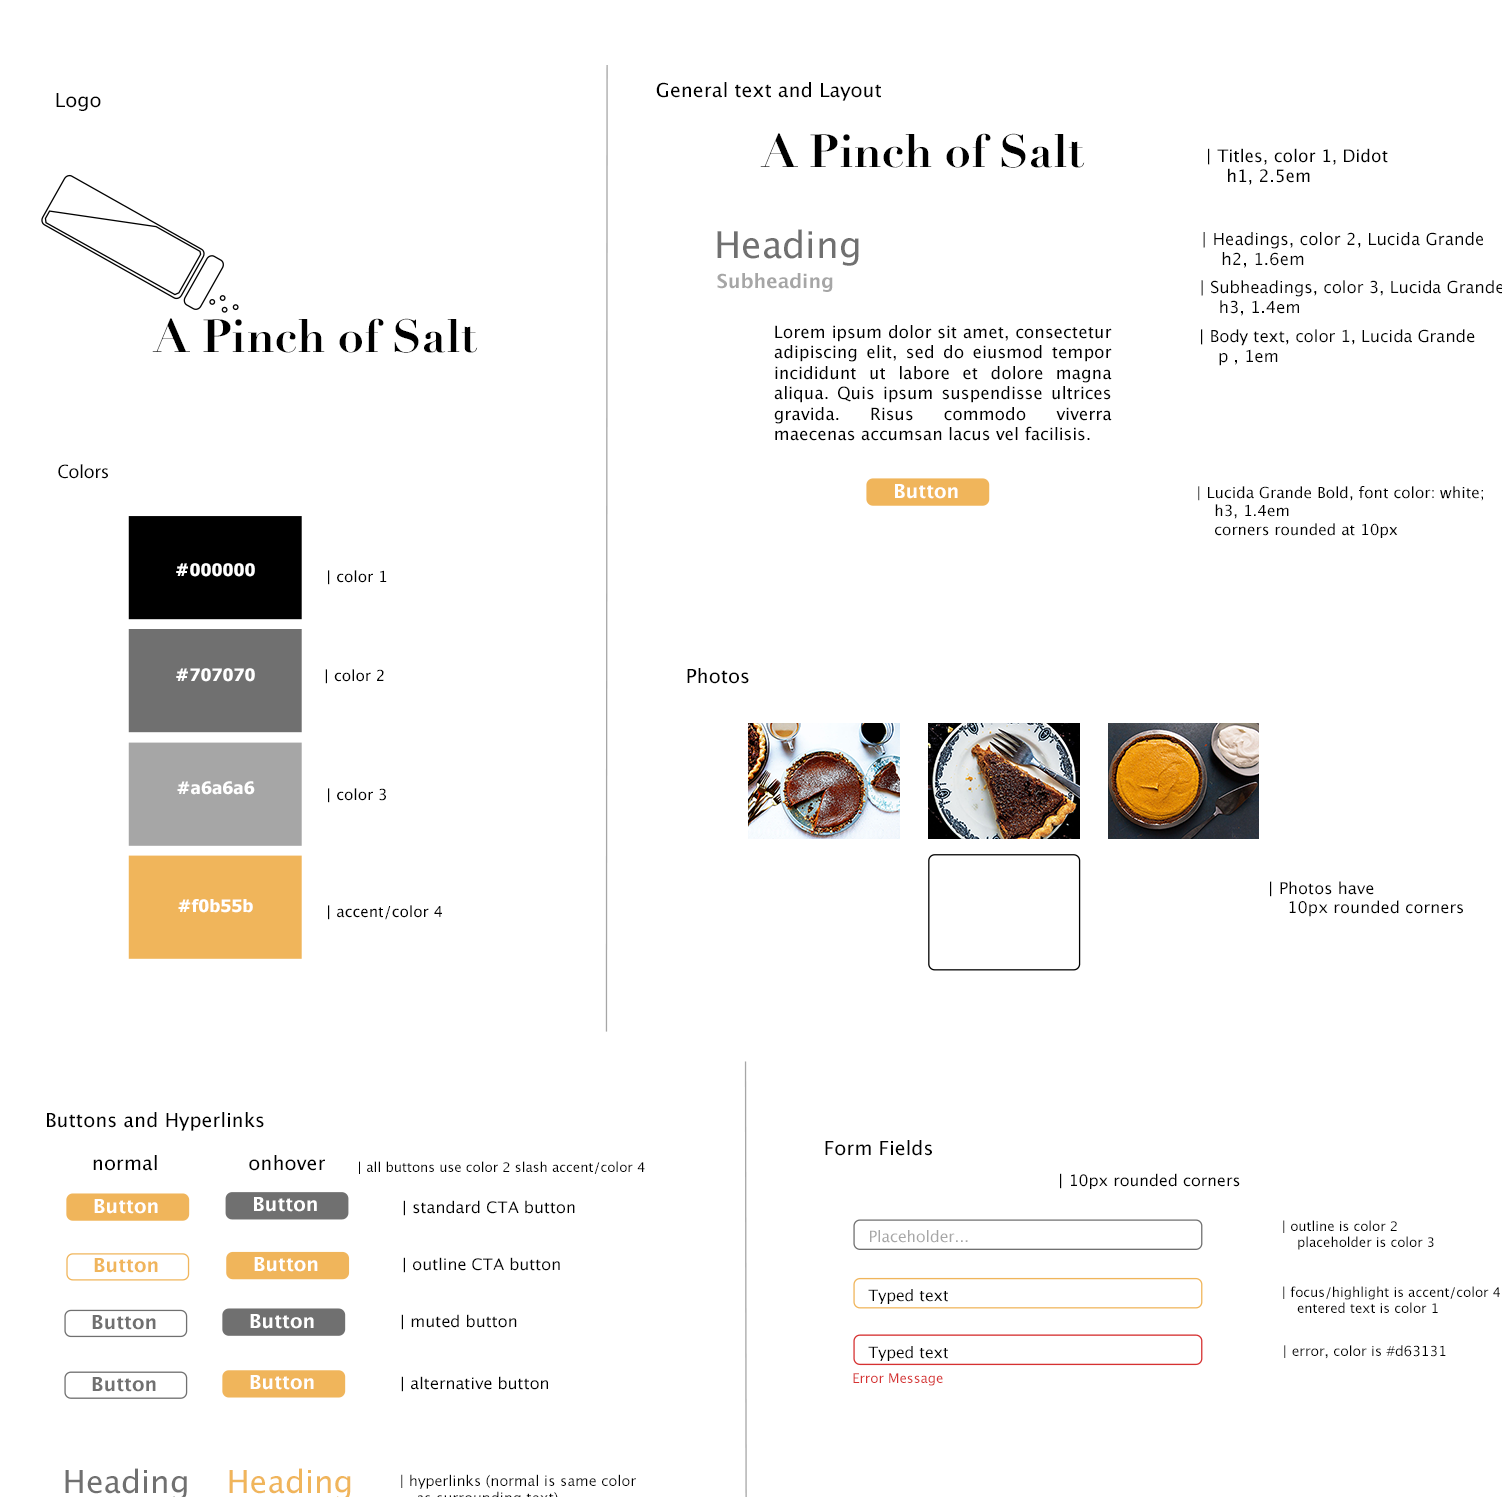 Logo
A Pinch of Salt
Colors
#000000
| color 1
#707070
| color 2
#a6a6a6
| color 3
#f0b55b
| accent/color 4
General text and Layout
A Pinch of Salt
| Titles, color 1, Didot
h1, 2.5em
Heading
| Headings, color 2, Lucida Grande
h2, 1.6em
Subheading
| Subheadings, color 3, Lucida Grande
h3, 1.4em
| Body text, color 1, Lucida Grande
p , 1em
Lorem ipsum dolor sit amet, consectetur
adipiscing elit, sed do eiusmod tempor
incididunt ut labore et dolore magna
aliqua. Quis ipsum suspendisse ultrices
gravida. Risus commodo viverra
maecenas accumsan lacus vel facilisis.
Button
| Lucida Grande Bold, font color: white;
h3, 1.4em
corners rounded at 10px
Photos
| Photos have
10px rounded corners
Buttons and Hyperlinks
normal onhover | all buttons use color 2 slash accent/color 4
Button Button | standard CTA button
Button Button | outline CTA button
Button Button | muted button
Button Button | alternative button
Heading Heading | hyperlinks (normal is same color
as surrounding text)
Form Fields
| 10px rounded corners
Placeholder...
| outline is color 2
placeholder is color 3
Typed text
| focus/highlight is accent/color 4
entered text is color 1
Typed text
| error, color is #d63131
Error Message